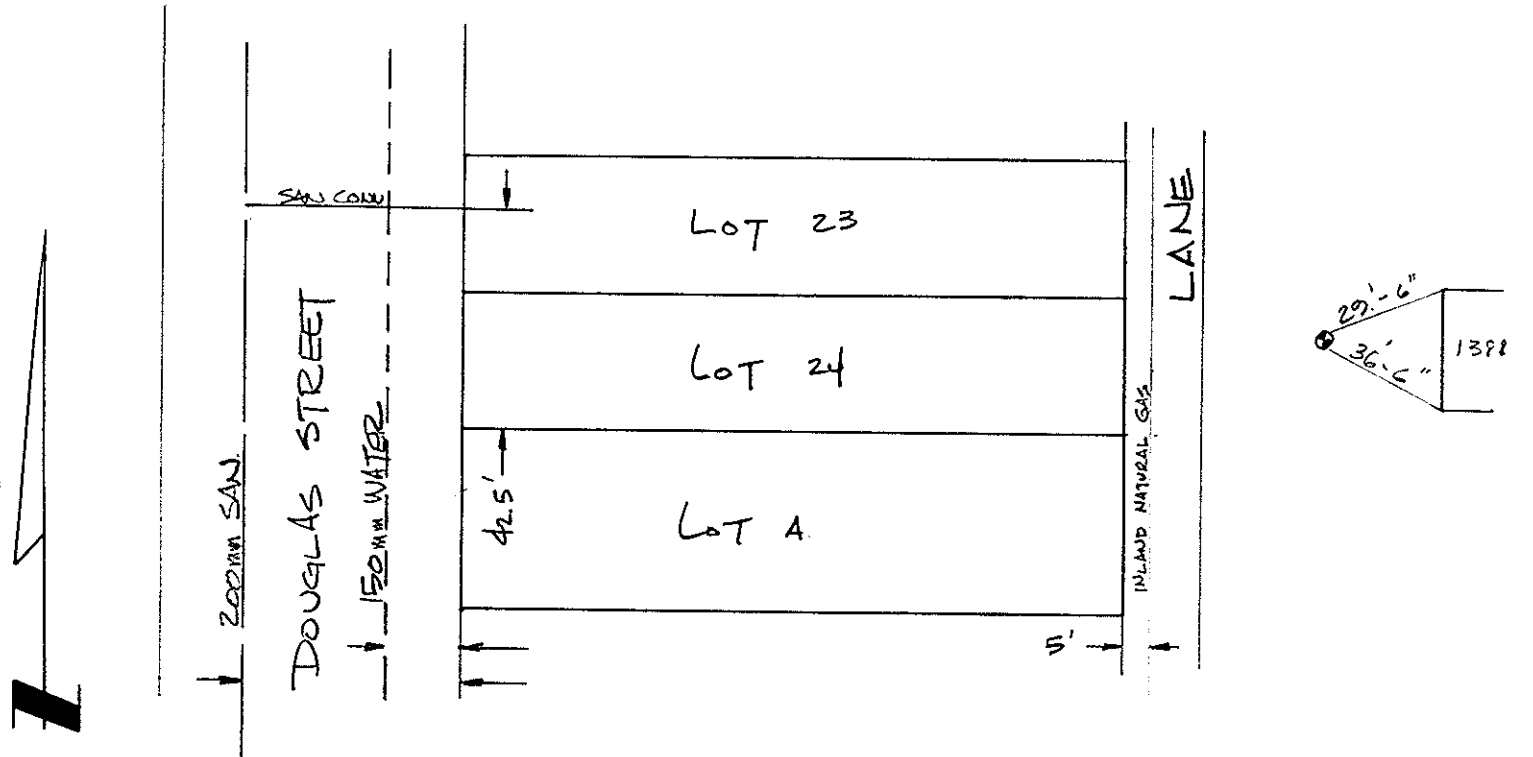 SAN CONN
LOT 23
LOT 24
LOT A.
42.5'
200mm SAN.
DOUGLAS STREET
150mm WATER
INLAND NATURAL GAS
LANE
5'
29'-6"
36'-6"
N